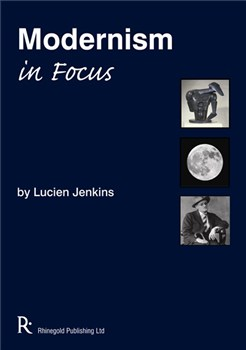 Modernism
in Focus
by Lucien Jenkins
R:
Rhinegold Publishing Ltd